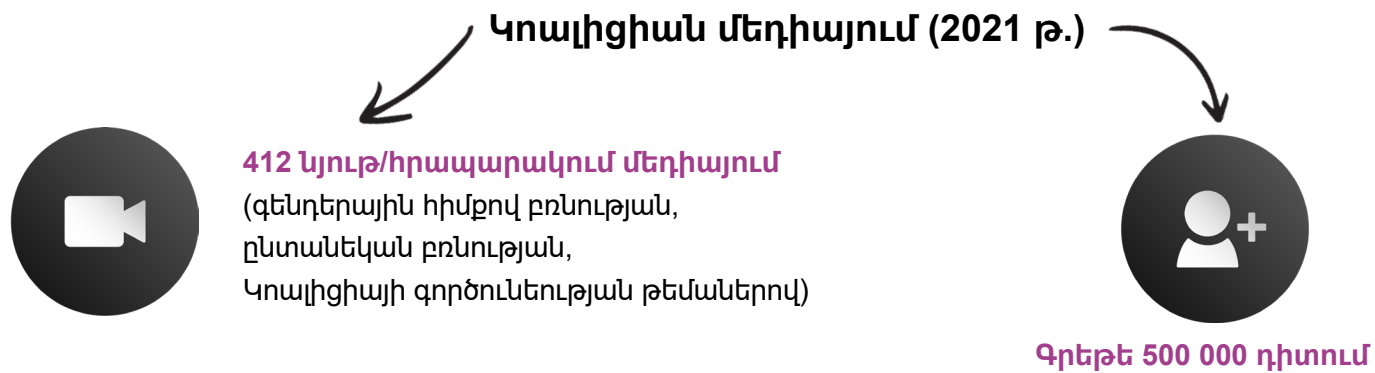 Կոալիցիան մեդիայում (2021 թ.)
412 նյութ/հրապարակում մեդիայում
(գենդերային հիմքով բռնության,
ընտանեկան բռնության,
Կոալիցիայի գործունեության թեմաներով)
Գրեթե 500 000 դիտում